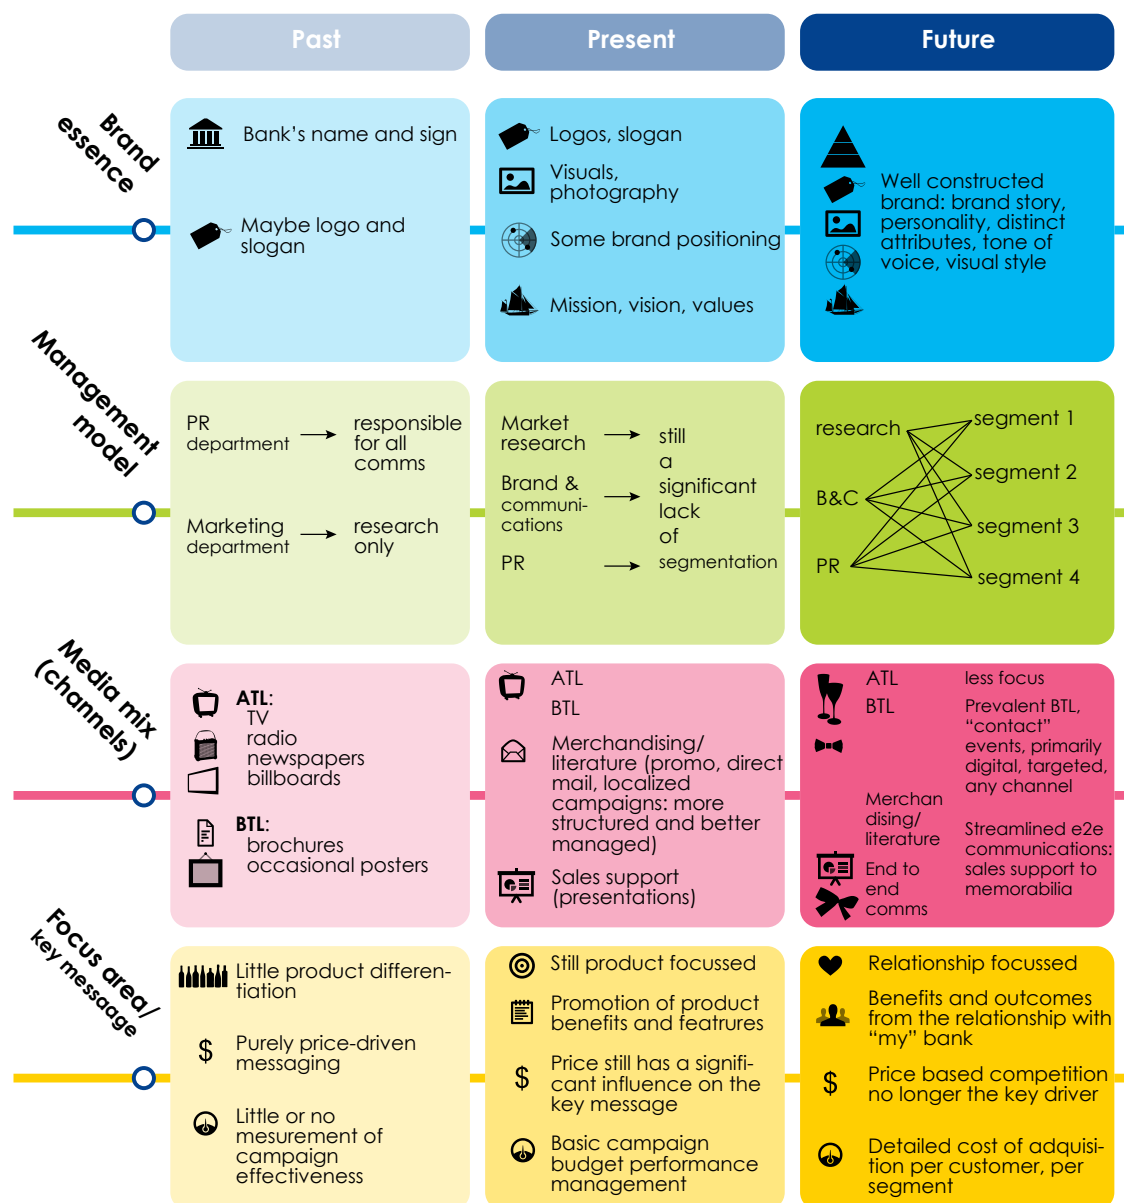 Past
Present
Future
Brand
essence
Bank's name and sign
Maybe logo and
slogan
Logos, slogan
Visuals,
photography
Some brand positioning
Mission, vision, values
Well constructed
brand: brand story,
personality, distinct
attributes, tone of
voice, visual style
Management
model
PR
department
responsible
for all
comms
Marketing
department
research
only
Market
research
Brand &
communi-
cations
PR
still
a
significant
lack
of
segmentation
research
B&C
PR
segment 1
segment 2
segment 3
segment 4
Media mix
(channels)
ATL:
TV
radio
newspapers
billboards
BTL:
brochures
occasional posters
ATL
BTL
Merchandising/
literature (promo, direct
mail, localized
campaigns: more
structured and better
managed)
Sales support
(presentations)
ATL
less focus
BTL
Prevalent BTL,
“contact”
events, primarily
digital, targeted,
any channel
Merchan
dising/
literature
Streamlined e2e
communications:
sales support to
memorabilia
End to
end
comms
Focus area/
key messaage
Little product differen-
tiation
Purely price-driven
messaging
Little or no
mesurement of
campaign
effectiveness
Still product focussed
Promotion of product
benefits and featrures
Price still has a signifi-
cant influence on the
key message
Basic campaign
budget performance
management
Relationship focussed
Benefits and outcomes
from the relationship with
“my” bank
Price based competition
no longer the key driver
Detailed cost of adquisi-
tion per customer, per
segment